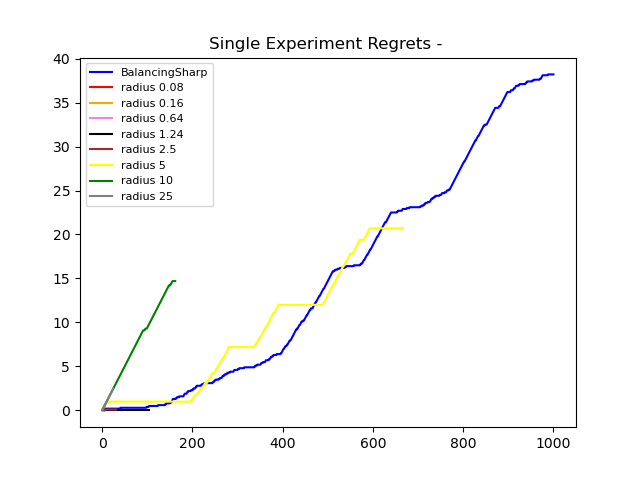 Single Experiment Regrets -
40
35
30
25
20
15
10
5
0
BalancingSharp
radius 0.08
radius 0.16
radius 0.64
radius 1.24
radius 2.5
radius 5
radius 10
radius 25
0 200 400 600 800 1000